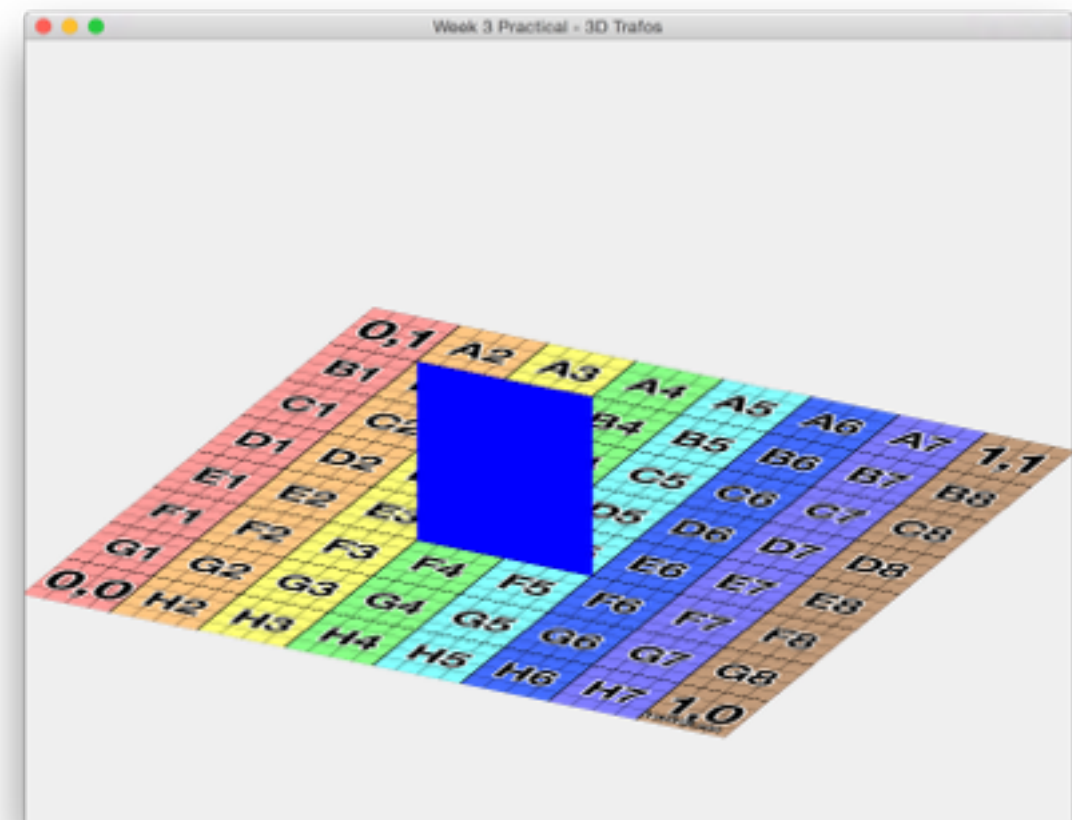 Week 3 Practical - 3D Trafos
0,1 A2 A3 A4 A5 A6 A7 1,1
B1 B4 B5 B6 B7 B8
C1 C2 C5 C6 C7 C8
D1 D2 D5 D6 D7 D8
E1 E2 E3 E6 E7 E8
F1 F2 F3 F4 F5 F6 F7 F8
G1 G2 G3 G4 G5 G6 G7 G8
0,0 H2 H3 H4 H5 H6 H7 1,0